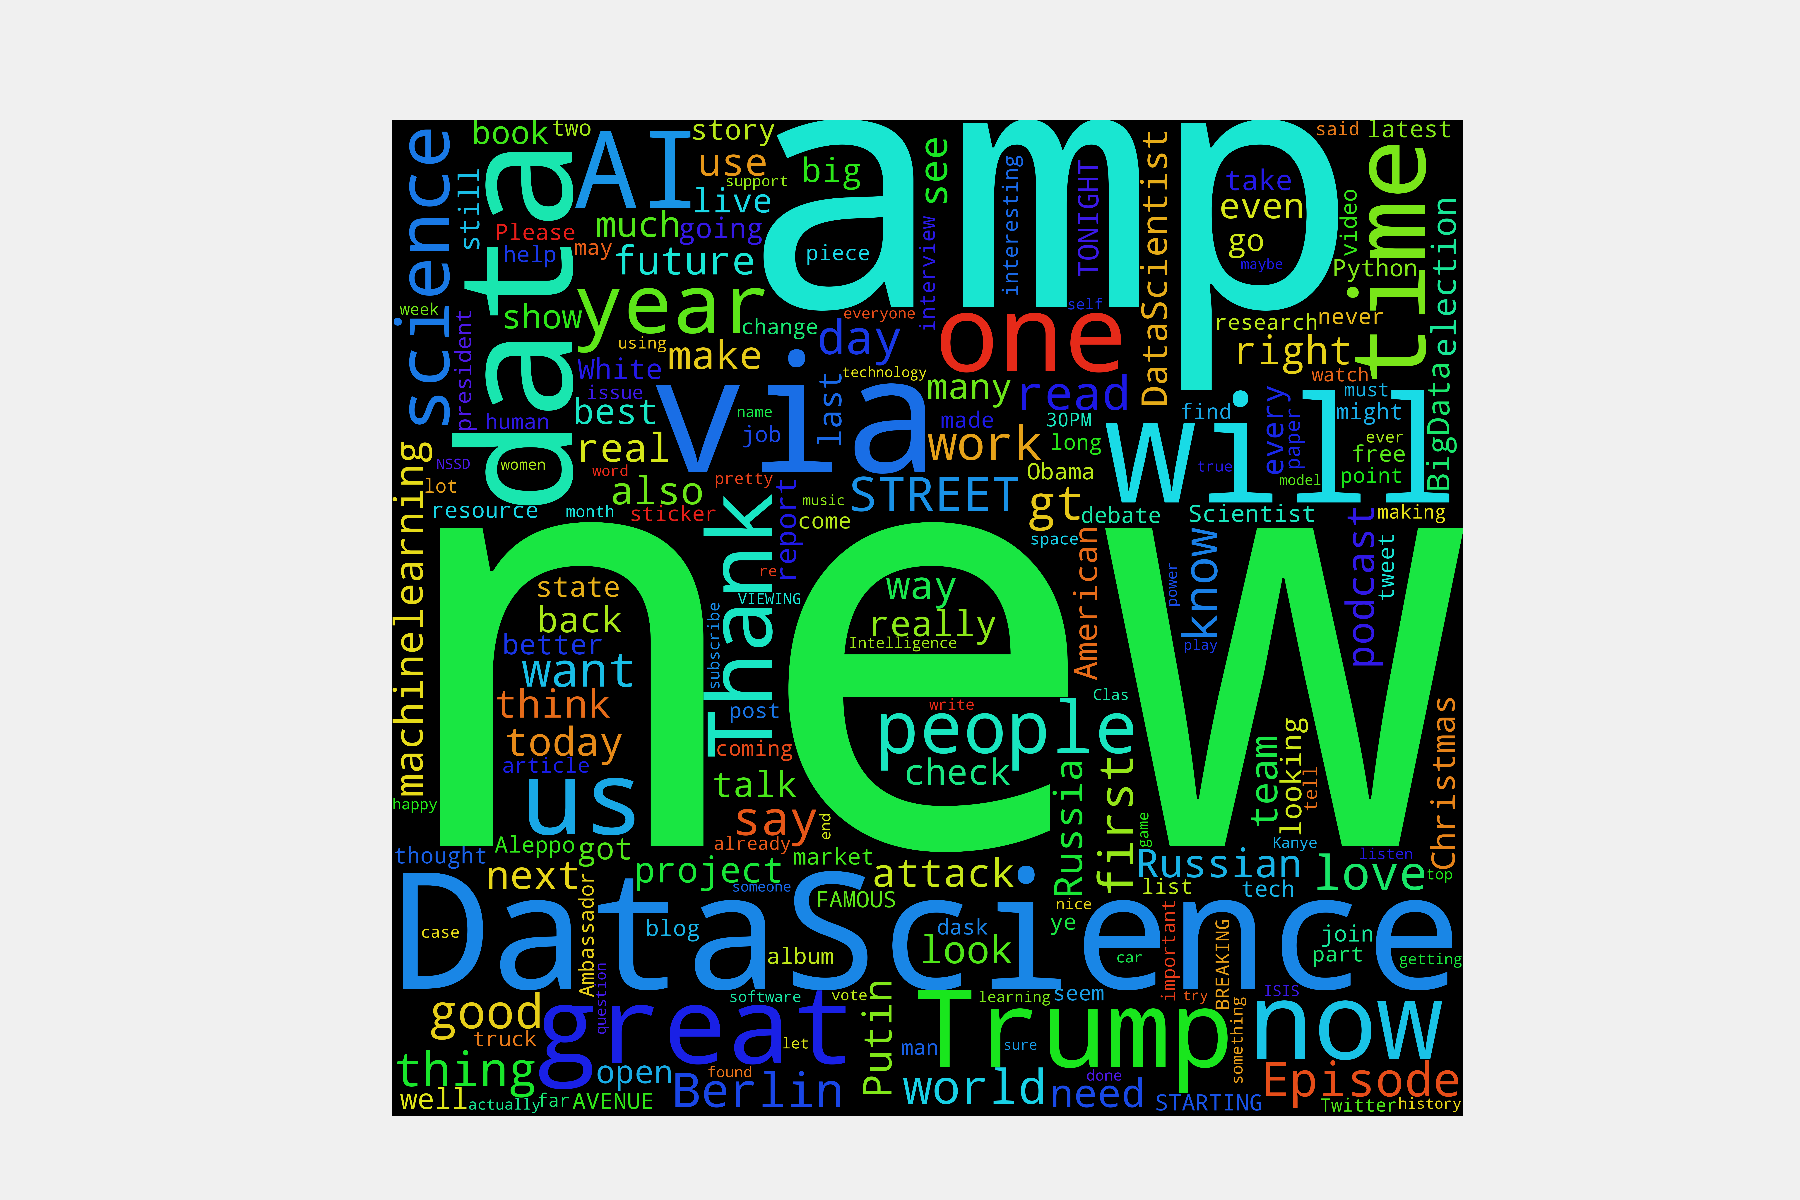 book
two
AI
story
use
support
big
live
see
amp
said
latest
science
still
data
Please
much
going
help
may
future
piece
interview
interesting
TONIGHT
DataScientist
take
even
go
maybe
video
time
Python
election
week
president
show
year
change
everyone
self
one
research
never
using
make
day
right
White
technology
watch
issue
via
last
many
read
must
human
best
name
job
made
30PM
find
will
every
paper
might
BigData
real
work
long
ever
free
machinelearning
NSSD
women
word
pretty
Obama
true
model
point
lot
also
report
music
STREET
gt
resource
month
sticker
Thank
come
debate
Scientist
podcast
making
new
space
American
know
tweet
state
re
way
power
VIEWING
back
subscribe
really
better
Intelligence
play
want
think
post
people
write
Clas
Christmas
today
coming
check
team
looking
tell
article
talk
Russia
first
us
happy
say
end
game
already
Kanye
thought
Aleppo
got
market
Russian
listen
next
project
attack
love
top
Ambassador
someone
list
tech
DataScience
FAMOUS
nice
important
case
blog
dask
ye
BREAKING
join
album
look
car
part
getting
question
software
vote
Putin
learning
seem
try
something
ISIS
good
great
Trump
now
truck
let
man
sure
thing
open
found
world
done
need
Episode
Berlin
well
actually
far
AVENUE
STARTING
Twitter
history